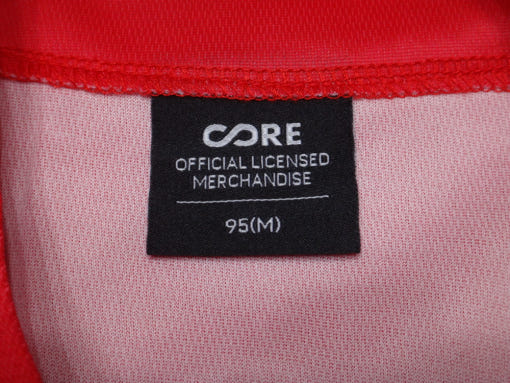 CORE
OFFICIAL LICENSED
MERCHANDISE
95(M)